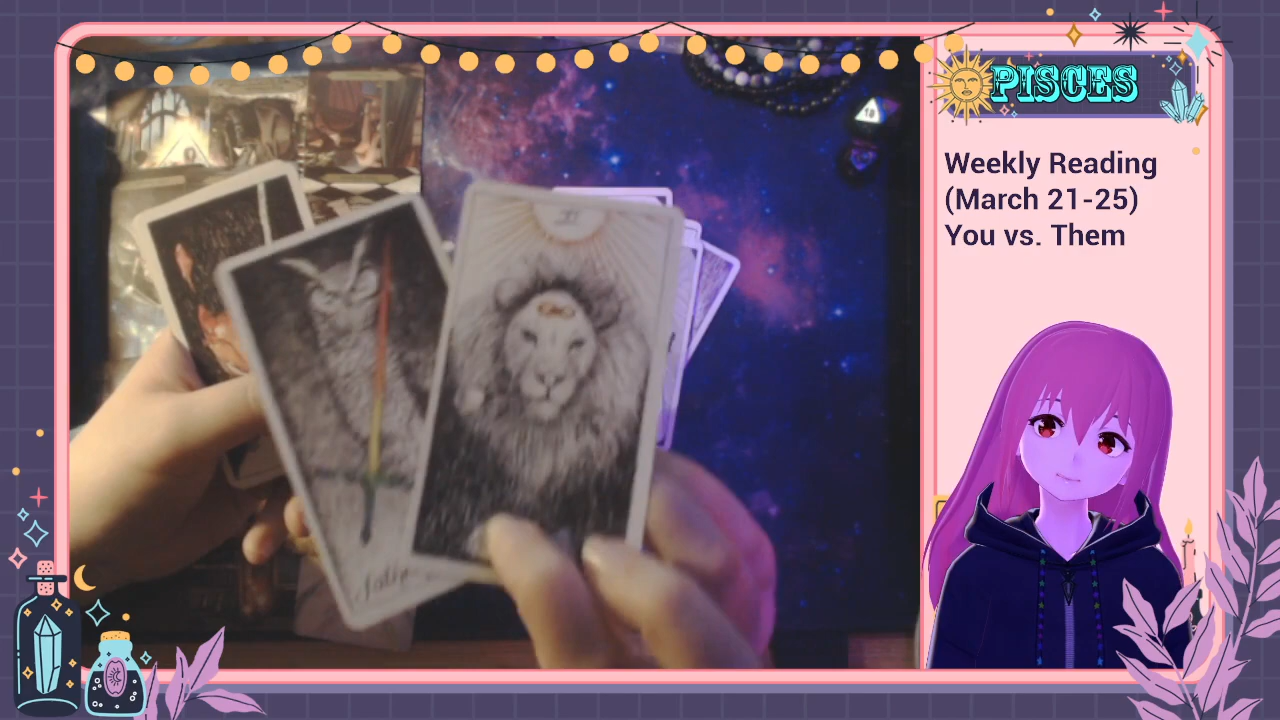 PISCES
Weekly Reading
(March 21-25)
You vs. Them